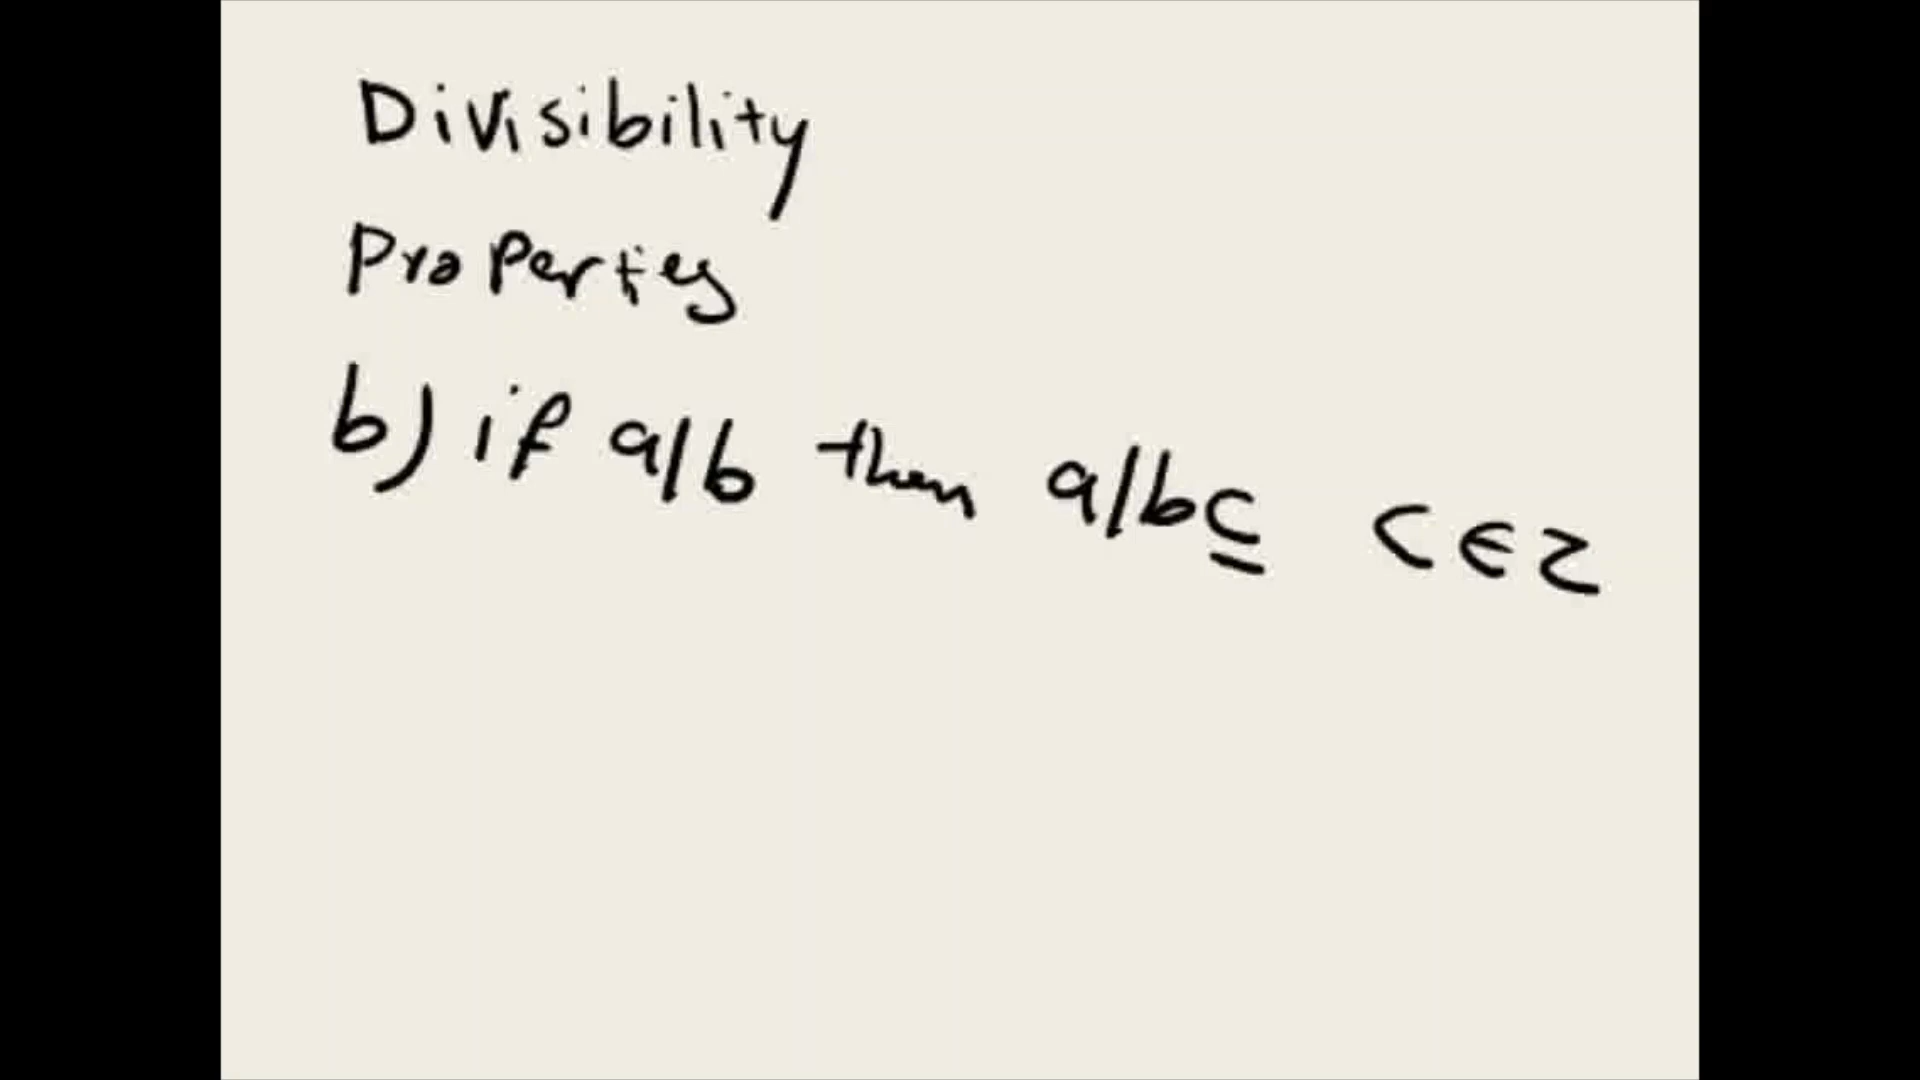 Divisibility
Properties
b) if a/b then a/bc c ∈ Z